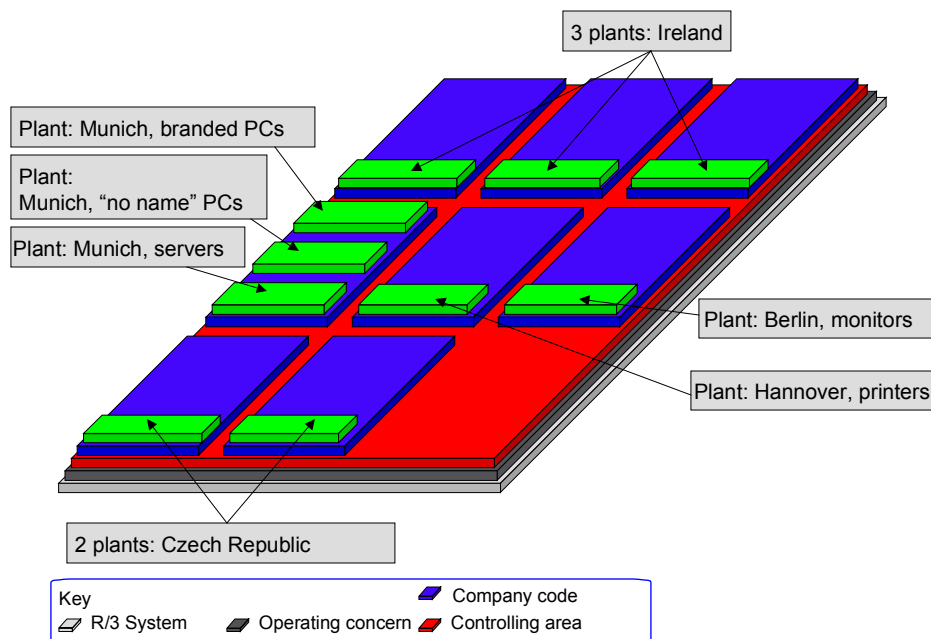 3 plants: Ireland
Plant: Munich, branded PCs
Plant:
Munich, “no name” PCs
Plant: Munich, servers
Plant: Berlin, monitors
Plant: Hannover, printers
2 plants: Czech Republic
Key
Company code
R/3 System
Operating concern
Controlling area